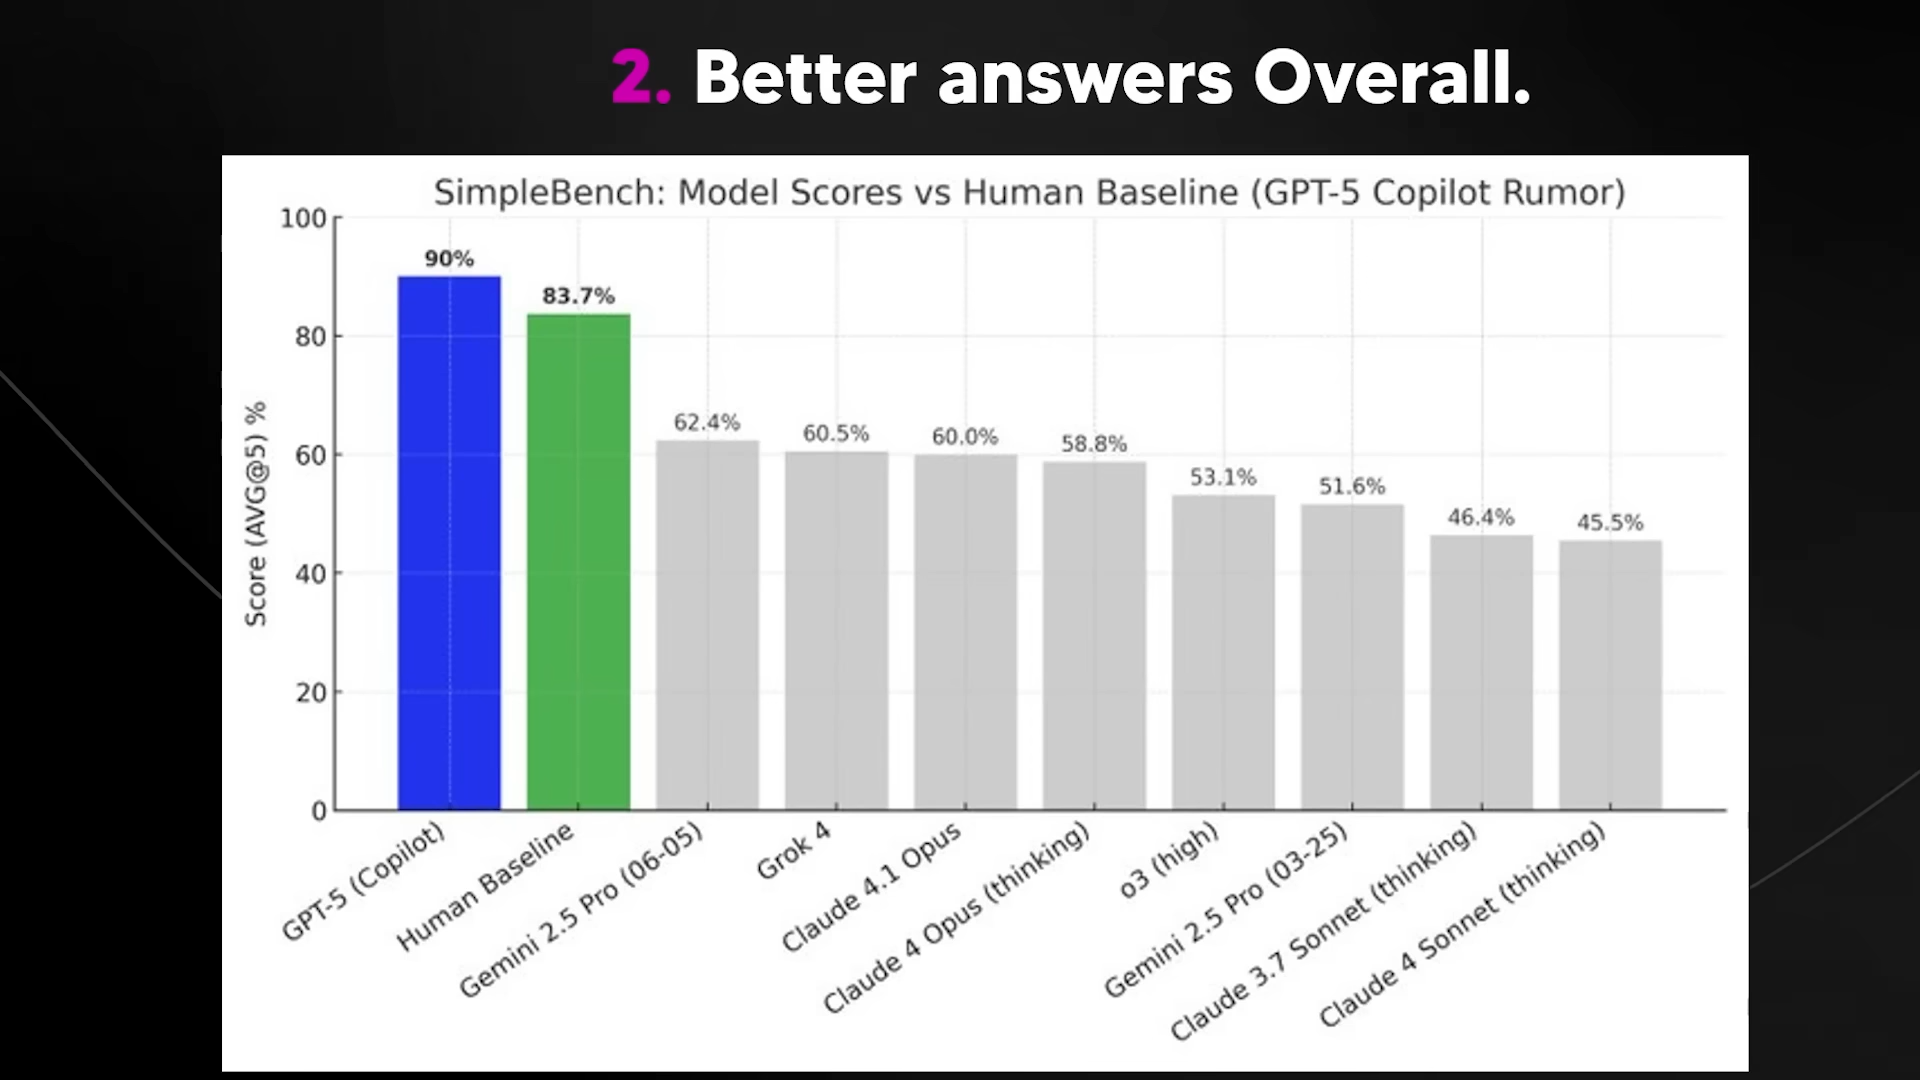 2. Better answers Overall.
SimpleBench: Model Scores vs Human Baseline (GPT-5 Copilot Rumor)
Score (AVG@5) %
100
80
60
40
20
0
90%
83.7%
62.4%
60.5%
60.0%
58.8%
53.1%
51.6%
46.4%
45.5%
GPT-5 (Copilot)
Human Baseline
Gemini 2.5 Pro (06-05)
Grok 4
Claude 4.1 Opus
Claude 4 Opus (thinking)
o3 (high)
Gemini 2.5 Pro (03-25)
Claude 3.7 Sonnet (thinking)
Claude 4 Sonnet (thinking)